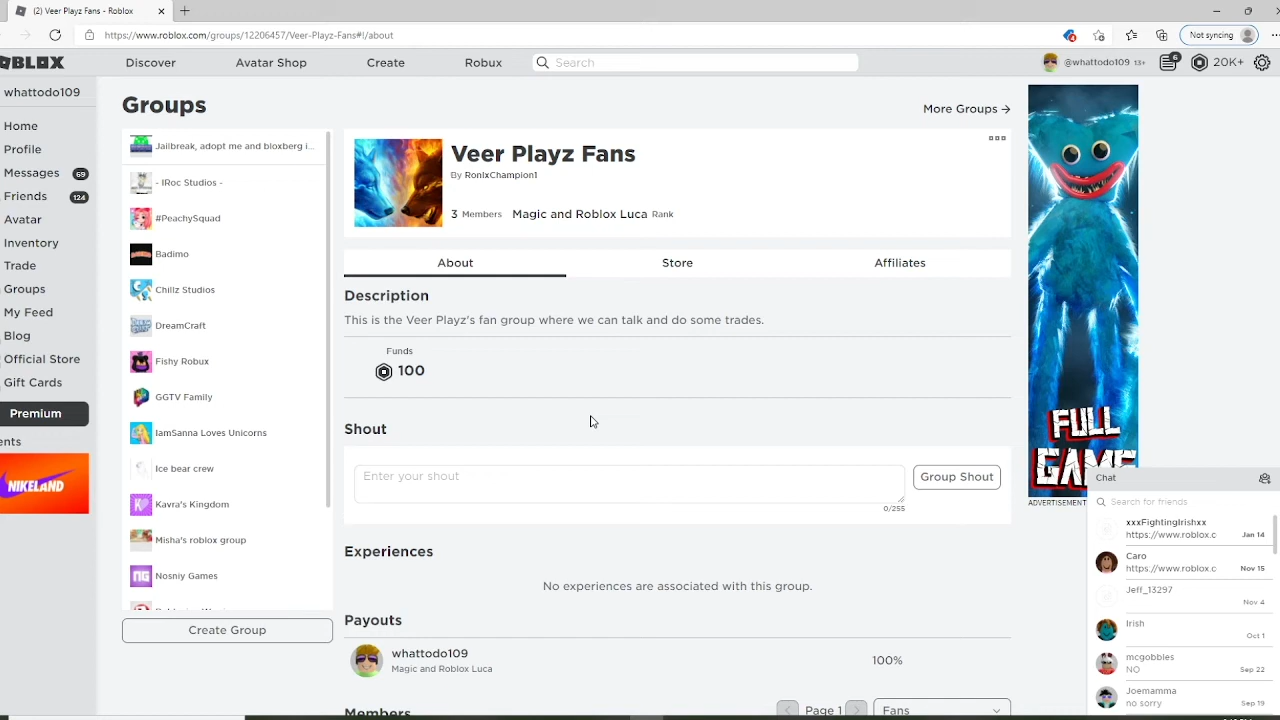 (2) Veer Playz Fans - Roblox
https://www.roblox.com/groups/12206457/Veer-Playz-Fans#!/about
4
Not syncing
Discover
Avatar Shop
Create
Robux
Search
@whattodo109 13+
6
20K+
whattodo109
Home
Profile
Messages 59
Friends 124
Avatar
Inventory
Trade
Groups
My Feed
Blog
Official Store
Gift Cards
Premium
NIKELAND
Groups
More Groups →
Jailbreak, adopt me and bloxberg i...
- IRoc Studios -
#PeachySquad
Badimo
Chillz Studios
DreamCraft
Fishy Robux
GGTV Family
IamSanna Loves Unicorns
Ice bear crew
Kavra's Kingdom
Misha's roblox group
NG Nosniy Games
Create Group
Veer Playz Fans
By RonixChampion1
3 Members Magic and Roblox Luca Rank
About
Store
Affiliates
Description
This is the Veer Playz's fan group where we can talk and do some trades.
Funds
100
Shout
Enter your shout
Group Shout
0/255
Experiences
No experiences are associated with this group.
Payouts
whattodo109
Magic and Roblox Luca
100%
Members
Page 1
Fans
FULL
GAME
ADVERTISEMENT
Chat
Search for friends
xxxFightingIrishxx
https://www.roblox.c Jan 14
Caro
https://www.roblox.c Nov 15
Jeff_13297
Nov 4
Irish
Oct 1
mcgobbles
NO Sep 22
Joemamma
no sorry Sep 19